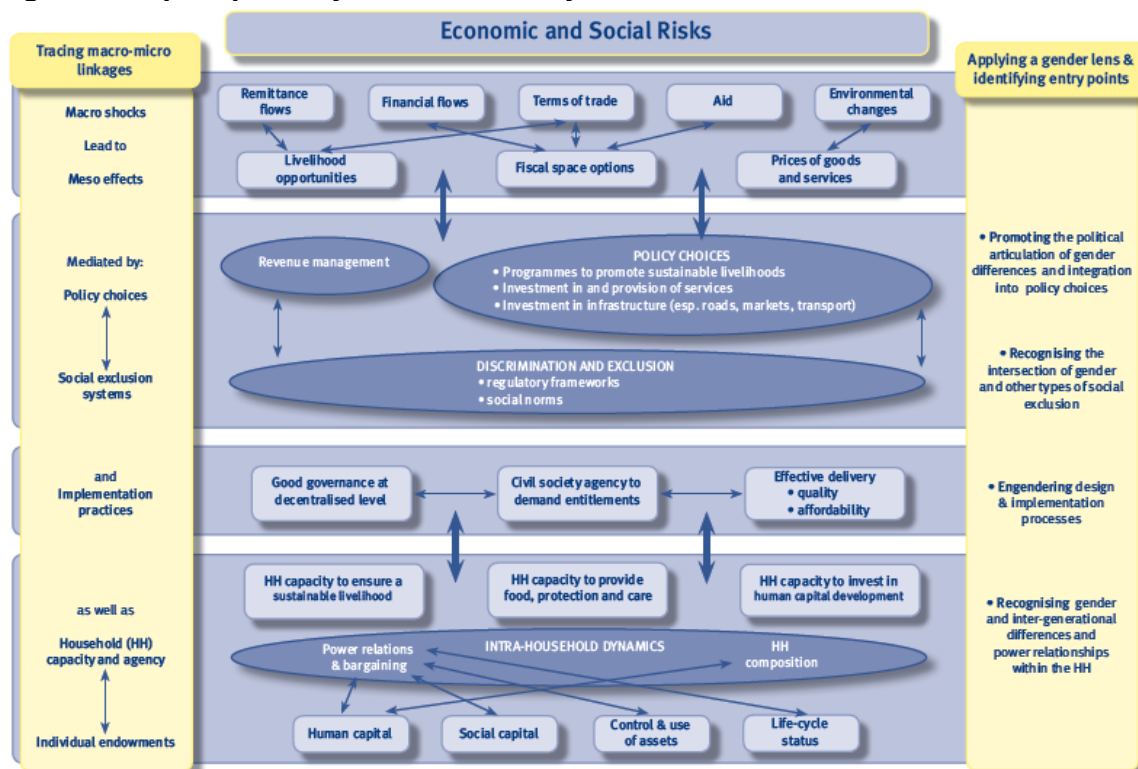 Economic and Social Risks
Tracing macro-micro
linkages
Macro shocks
Lead to
Meso effects
Mediated by:
Policy choices
Social exclusion
systems
and
Implementation
practices
as well as
Household (HH)
capacity and agency
Individual endowments
Remittance
flows
Financial flows
Terms of trade
Aid
Environmental
changes
Livelihood
opportunities
Fiscal space options
Prices of goods
and services
Revenue management
POLICY CHOICES
• Programmes to promote sustainable livelihoods
• Investment in and provision of services
• Investment in infrastructure (esp. roads, markets, transport)
DISCRIMINATION AND EXCLUSION
• regulatory frameworks
• social norms
Good governance at
decentralised level
Civil society agency to
demand entitlements
Effective delivery
• quality
• affordability
HH capacity to ensure a
sustainable livelihood
HH capacity to provide
food, protection and care
HH capacity to invest in
human capital development
INTRA-HOUSEHOLD DYNAMICS
Power relations
& bargaining
HH
composition
Human capital
Social capital
Control & use
of assets
Life-cycle
status
Applying a gender lens &
identifying entry points
• Promoting the political
articulation of gender
differences and integration
into policy choices
• Recognising the
intersection of gender
and other types of social
exclusion
• Engendering design
& implementation
processes
• Recognising gender
and inter-generational
differences and
power relationships
within the HH